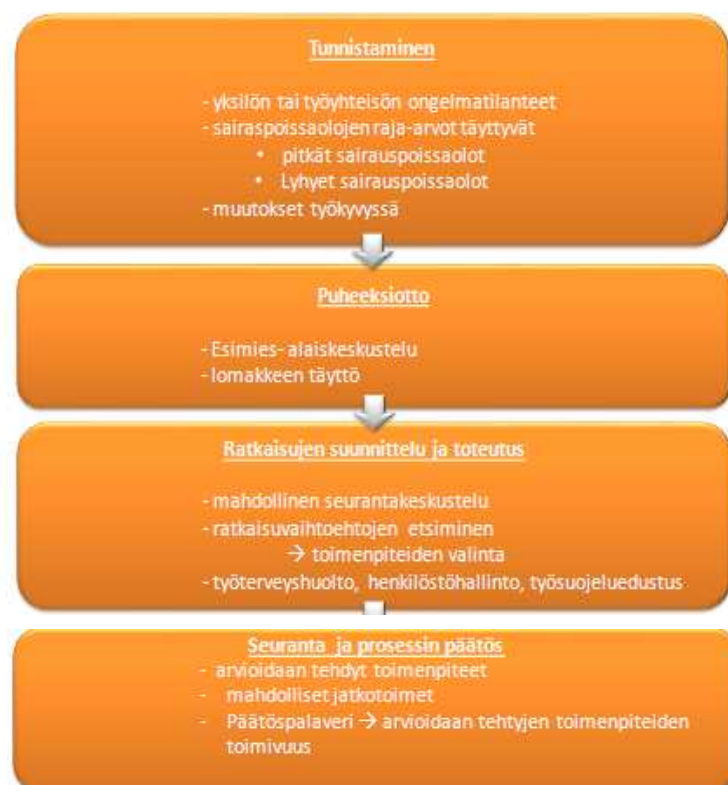 Tunnistaminen
- yksilön tai työyhteisön ongelmatilanteet
- sairaspoissaolojen raja-arvot täyttyvät
• pitkät sairauspoissaolot
• Lyhyet sairauspoissaolot
- muutokset työkyvyssä
Puheeksiotto
- Esimies- alaiskeskustelu
- lomakkeen täyttö
Ratkaisujen suunnittelu ja toteutus
- mahdollinen seurantakeskustelu
- ratkaisuvaihtoehtojen etsiminen
→ toimenpiteiden valinta
- työterveyshuolto, henkilöstöhallinto, työsuojeluedustus
Seuranta ja prosessin päätös
- arvioidaan tehdyt toimenpiteet
- mahdolliset jatkotoimet
- Päätöspalaveri → arvioidaan tehtyjen toimenpiteiden
toimivuus